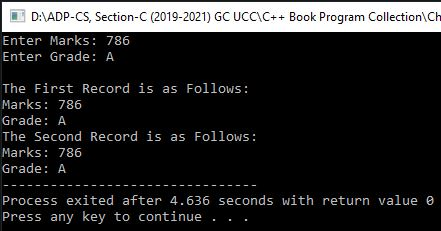 D:\ADP-CS, Section-C (2019-2021) GC UCC\C++ Book Program Collection\Ch
Enter Marks: 786
Enter Grade: A
The First Record is as Follows:
Marks: 786
Grade: A
The Second Record is as Follows:
Marks: 786
Grade: A
--------------------------------
Process exited after 4.636 seconds with return value 0
Press any key to continue . . .